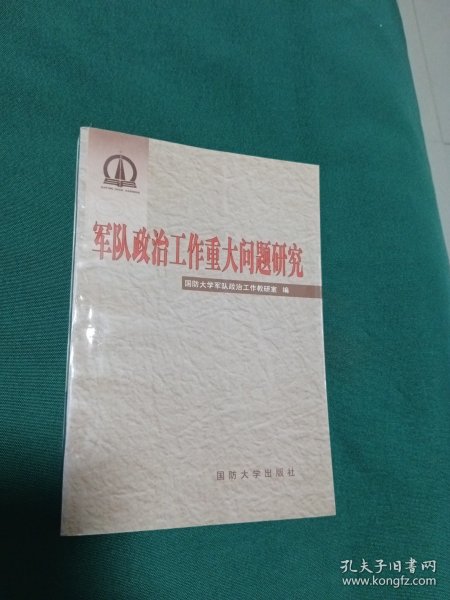 军队政治工作重大问题研究
国防大学军队政治工作教研室 编
国防大学出版社
孔夫子旧书网
www.kongfz.com